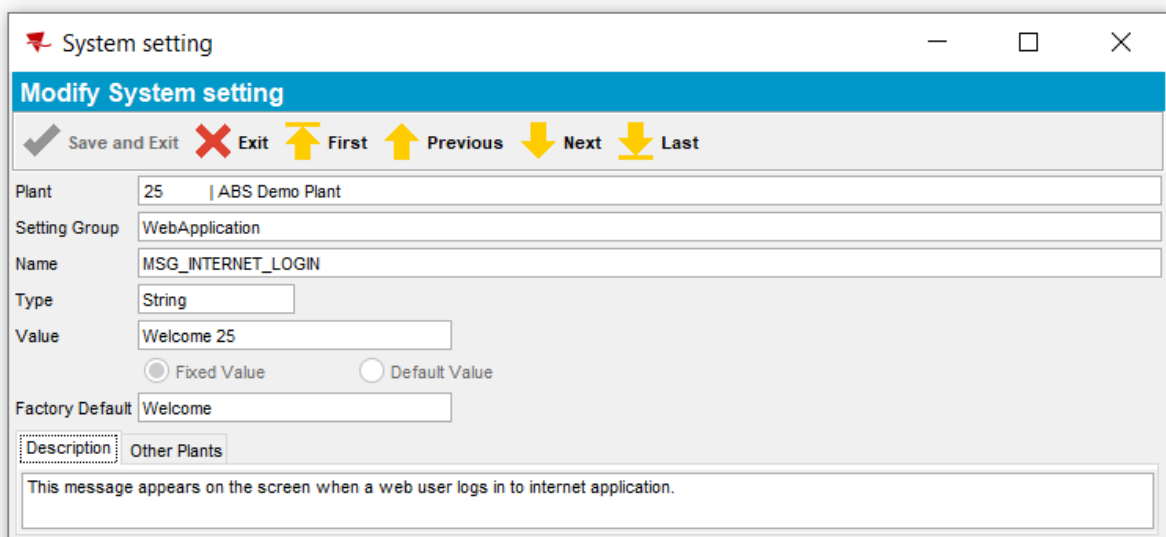 System setting
Modify System setting
Save and Exit Exit First Previous Next Last
Plant 25 | ABS Demo Plant
Setting Group WebApplication
Name MSG_INTERNET_LOGIN
Type String
Value Welcome 25
Fixed Value Default Value
Factory Default Welcome
Description Other Plants
This message appears on the screen when a web user logs in to internet application.